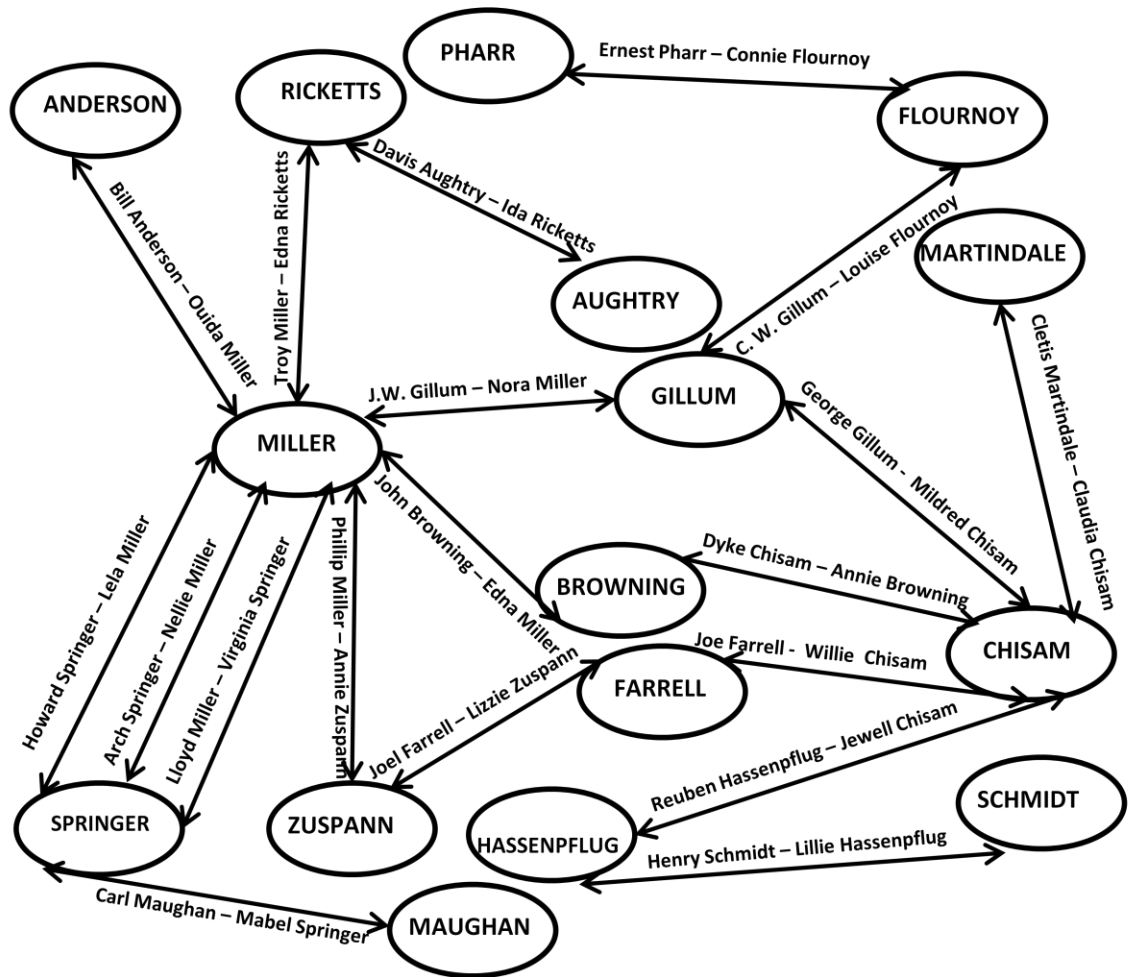 PHARR
Ernest Pharr – Connie Flournoy
RICKETTS
ANDERSON
FLOURNOY
Davis Aughtry – Ida Ricketts
Bill Anderson – Ouida Miller
Troy Miller – Edna Ricketts
C. W. Gillum – Louise Flournoy
MARTINDALE
AUGHTRY
J.W. Gillum – Nora Miller
GILLUM
George Gillum - Mildred Chisam
Cletis Martindale – Claudia Chisam
MILLER
John Browning – Edna Miller
Phillip Miller – Annie Zuspann
Dyke Chisam – Annie Browning
BROWNING
Howard Springer – Lela Miller
Arch Springer – Nellie Miller
Lloyd Miller – Virginia Springer
Joe Farrell - Willie Chisam
CHISAM
FARRELL
Joel Farrell – Lizzie Zuspann
Reuben Hassenpflug – Jewell Chisam
SCHMIDT
SPRINGER
ZUSPANN
HASSENPFLUG
Henry Schmidt – Lillie Hassenpflug
Carl Maughan – Mabel Springer
MAUGHAN